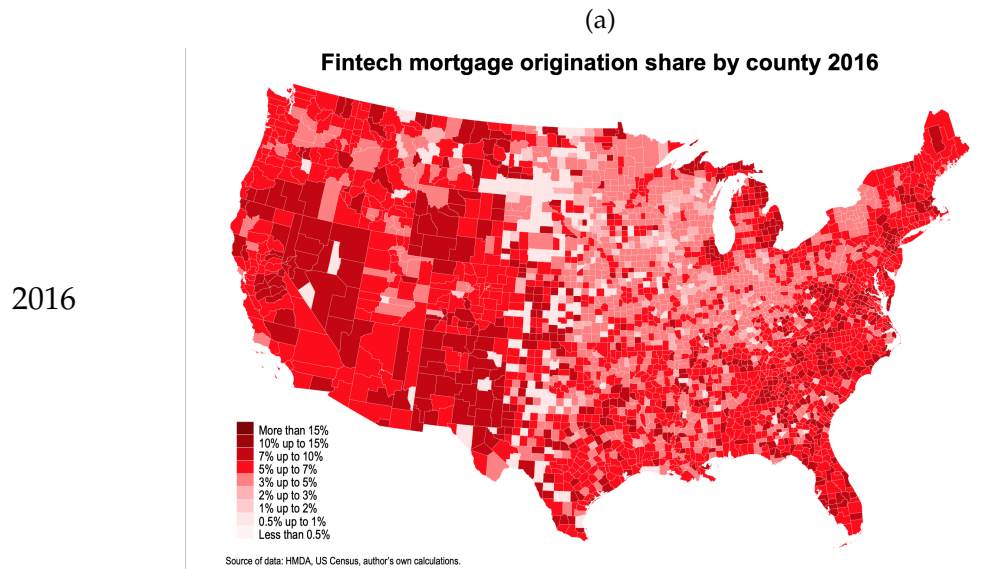 (a)
Fintech mortgage origination share by county 2016
2016
More than 15%
10% up to 15%
7% up to 10%
5% up to 7%
3% up to 5%
2% up to 3%
1% up to 2%
0.5% up to 1%
Less than 0.5%
Source of data: HMDA, US Census, author's own calculations.